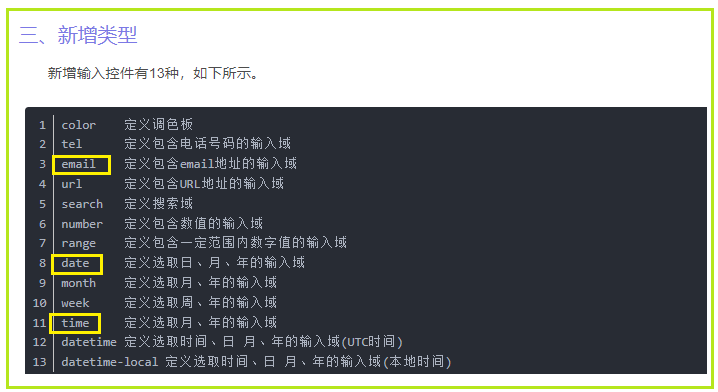 三、新增类型
新增输入控件有13种，如下所示。
1 color 定义调色板
2 tel 定义包含电话号码的输入域
3 email 定义包含email地址的输入域
4 url 定义包含URL地址的输入域
5 search 定义搜索域
6 number 定义包含数值的输入域
7 range 定义包含一定范围内数字值的输入域
8 date 定义选取日、月、年的输入域
9 month 定义选取月、年的输入域
10 week 定义选取周、年的输入域
11 time 定义选取月、年的输入域
12 datetime 定义选取时间、日 月、年的输入域(UTC时间)
13 datetime-local 定义选取时间、日 月、年的输入域(本地时间)